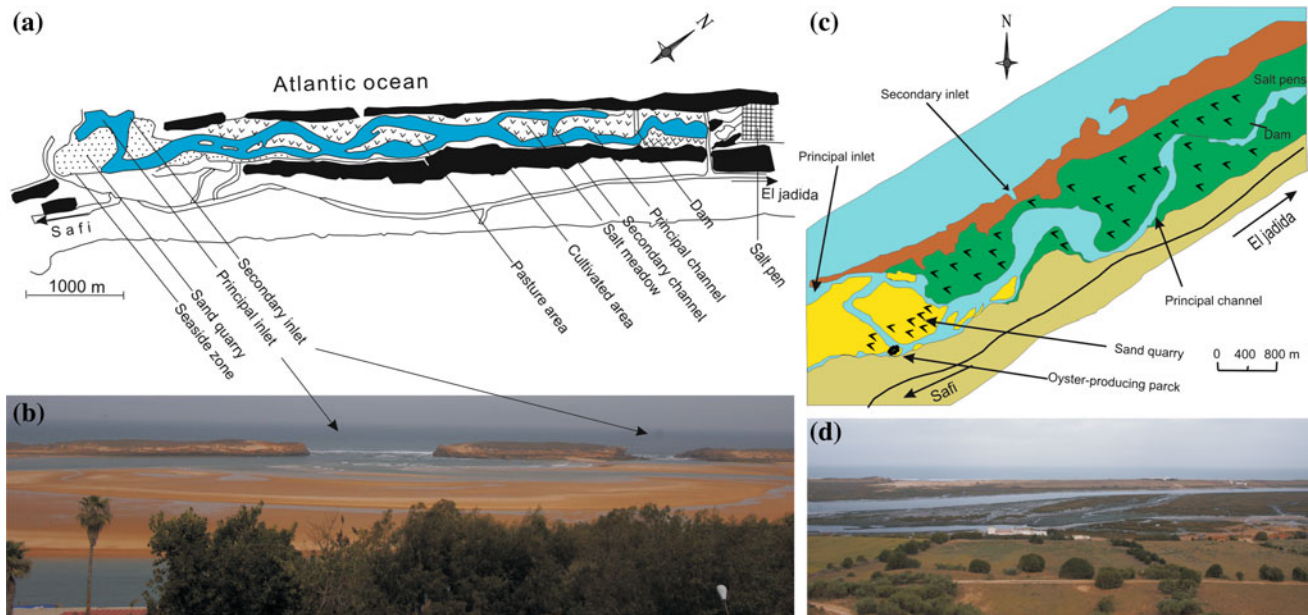 (a)
N
Atlantic ocean
El jadida
Safi
1000 m
Seaside zone
Sand quarry
Principal inlet
Secondary inlet
Pasture area
Cultivated area
Salt meadow
Secondary channel
Principal channel
Dam
Salt pen
(b)
(c)
N
Salt pens
Secondary inlet
Dam
Principal inlet
El jadida
Principal channel
Sand quarry
0 400 800 m
Oyster-producing parck
Safi
(d)